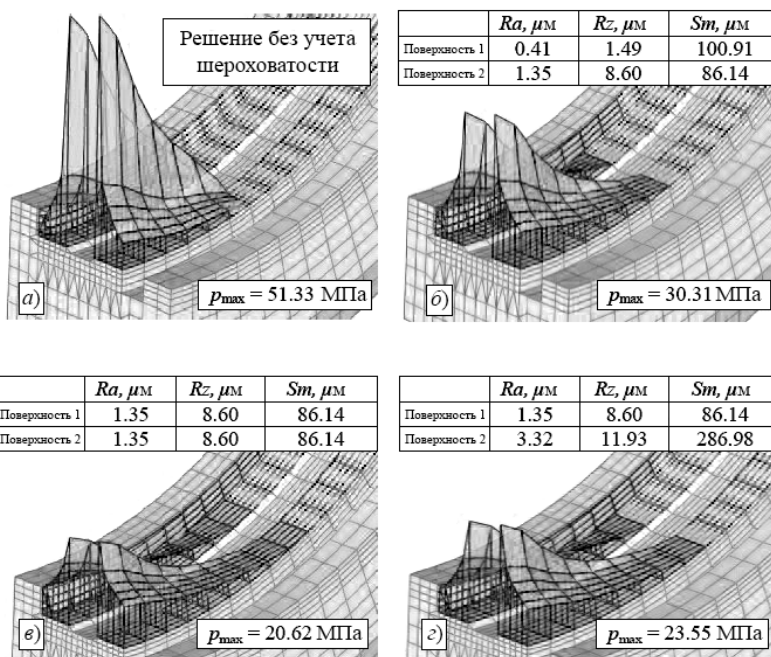 Решение без учета
шероховатости
а)
pmax = 51.33 МПа
Ra, μм Rz, μм Sm, μм
Поверхность 1 0.41 1.49 100.91
Поверхность 2 1.35 8.60 86.14
б)
pmax = 30.31 МПа
Ra, μм Rz, μм Sm, μм
Поверхность 1 1.35 8.60 86.14
Поверхность 2 1.35 8.60 86.14
в)
pmax = 20.62 МПа
Ra, μм Rz, μм Sm, μм
Поверхность 1 1.35 8.60 86.14
Поверхность 2 3.32 11.93 286.98
г)
pmax = 23.55 МПа